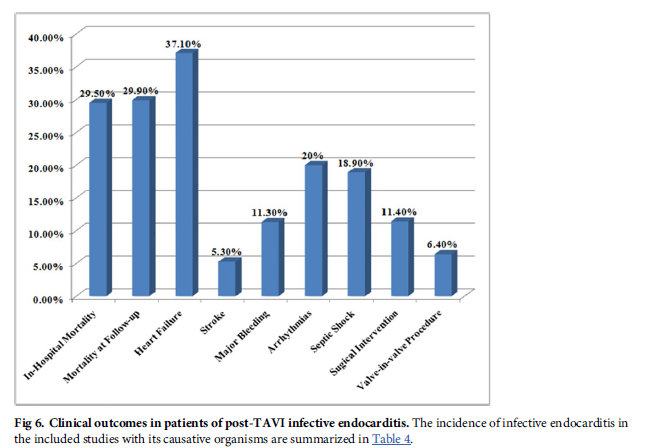 40.00%
35.00%
30.00%
25.00%
20.00%
15.00%
10.00%
5.00%
0.00%
29.50%
29.90%
37.10%
5.30%
11.30%
20%
18.90%
11.40%
6.40%
In-Hospital Mortality
Mortality at Follow-up
Heart Failure
Stroke
Major Bleeding
Arrhythmias
Septic Shock
Sugical Intervention
Valve-in-valve Procedure
Fig 6. Clinical outcomes in patients of post-TAVI infective endocarditis. The incidence of infective endocarditis in
the included studies with its causative organisms are summarized in Table 4.